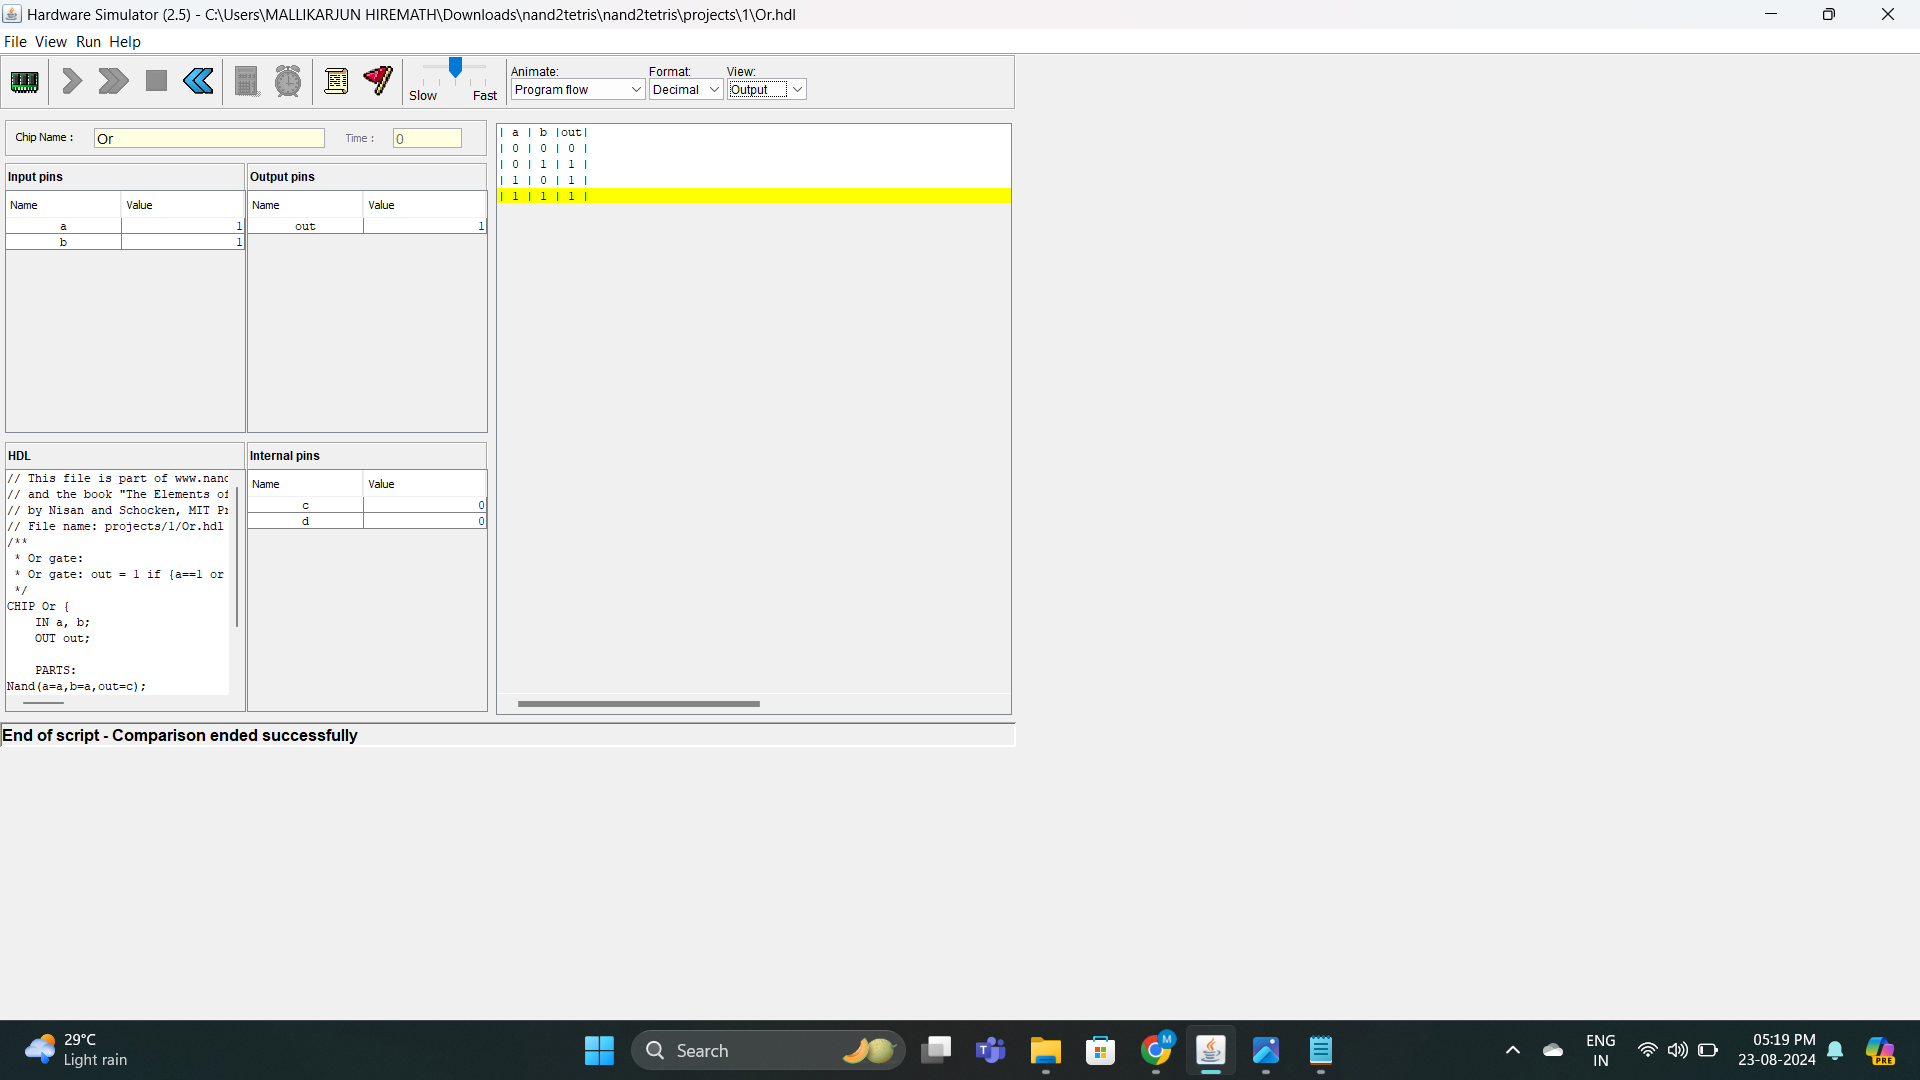 Hardware Simulator (2.5) - C:\Users\MALLIKARJUN HIREMATH\Downloads\nand2tetris\nand2tetris\projects\1\Or.hdl
File View Run Help
Animate: Format: View:
Slow Fast Program flow Decimal Output
Chip Name : Or Time : 0
Input pins Output pins
Name Value Name Value
a 1 out 1
b 1
| a | b |out|
| 0 | 0 | 0 |
| 0 | 1 | 1 |
| 1 | 0 | 1 |
| 1 | 1 | 1 |
HDL
// This file is part of www.nand
// and the book "The Elements of
// by Nisan and Schocken, MIT Pr
// File name: projects/1/Or.hdl
/**
* Or gate:
* Or gate: out = 1 if {a==1 or
*/
CHIP Or {
IN a, b;
OUT out;
PARTS:
Nand(a=a,b=a,out=c);
Internal pins
Name Value
c 0
d 0
End of script - Comparison ended successfully
29°C
Light rain
Search
M
ENG
IN
05:19 PM
23-08-2024
PRE